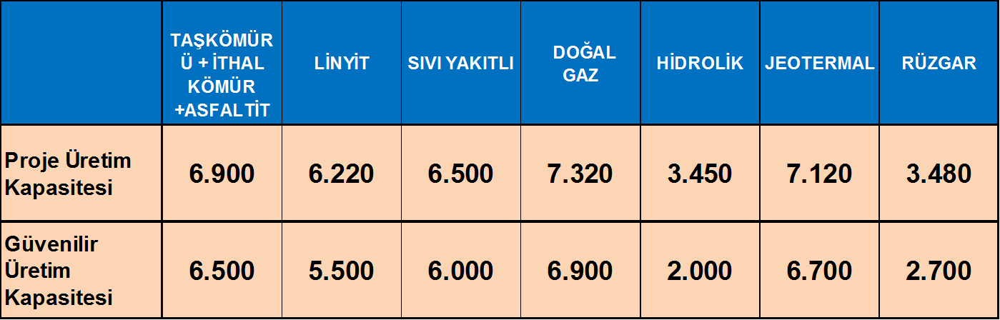 TAŞKÖMÜR
Ü + İTHAL
KÖMÜR
+ASFALTİT
LİNYİT
SIVI YAKITLI
DOĞAL
GAZ
HİDROLİK
JEOTERMAL
RÜZGAR
Proje Üretim
Kapasitesi
6.900
6.220
6.500
7.320
3.450
7.120
3.480
Güvenilir
Üretim
Kapasitesi
6.500
5.500
6.000
6.900
2.000
6.700
2.700